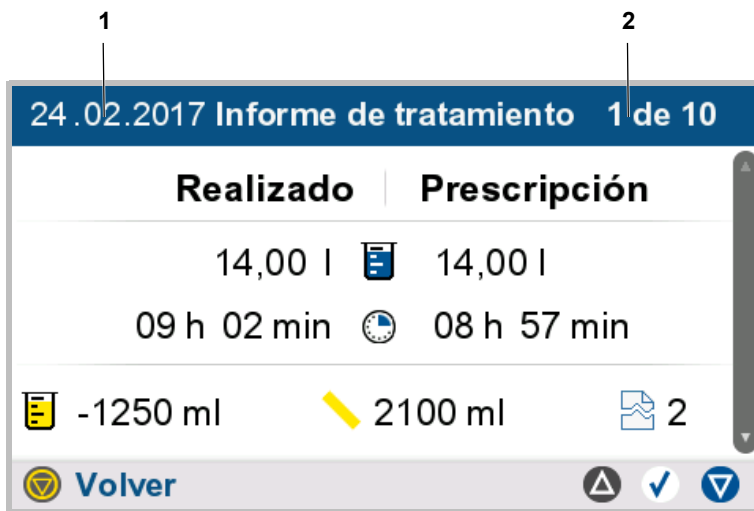 1 2
24.02.2017 Informe de tratamiento 1 de 10
Realizado Prescripción
14,00 l 14,00 l
09 h 02 min 08 h 57 min
-1250 ml 2100 ml 2
Volver